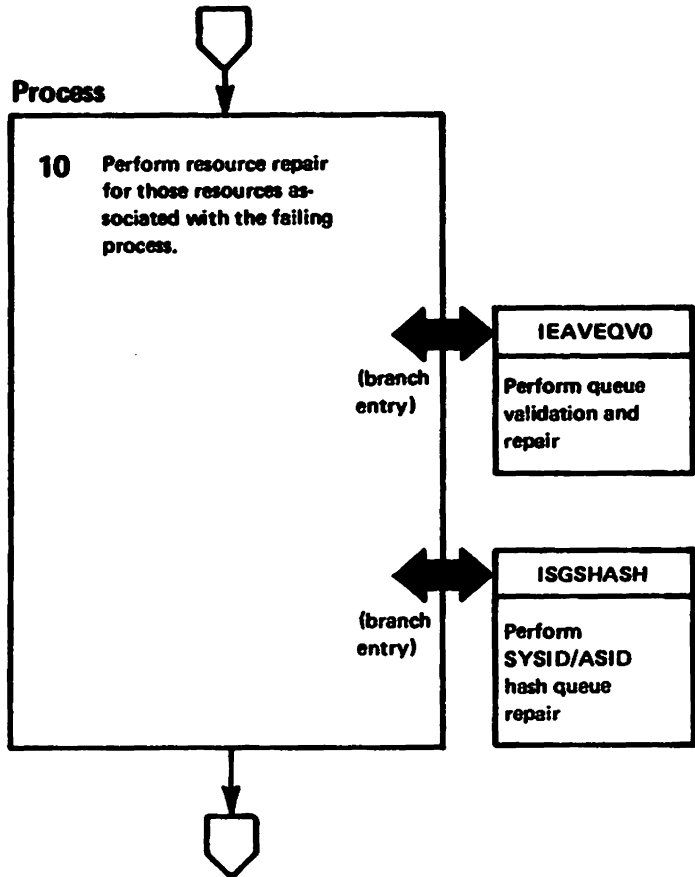 Process
10 Perform resource repair
for those resources as-
sociated with the failing
process.
IEAVEQV0
(branch
entry)
Perform queue
validation and
repair
ISGSHASH
(branch
entry)
Perform
SYSID/ASID
hash queue
repair